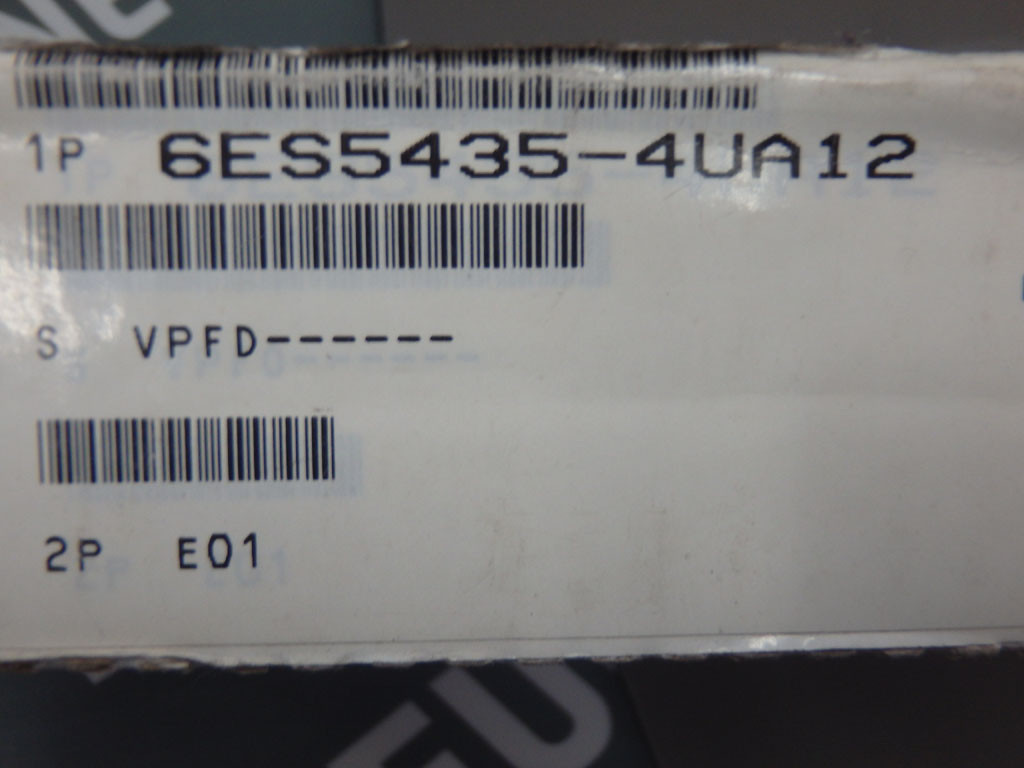 1P 6ES5435-4UA12
S VPFD------
2P E01